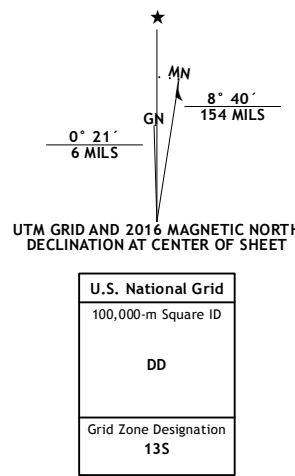 MN
GN
8° 40´
154 MILS
0° 21´
6 MILS
UTM GRID AND 2016 MAGNETIC NORTH
DECLINATION AT CENTER OF SHEET
U.S. National Grid
100,000-m Square ID
DD
Grid Zone Designation
13S